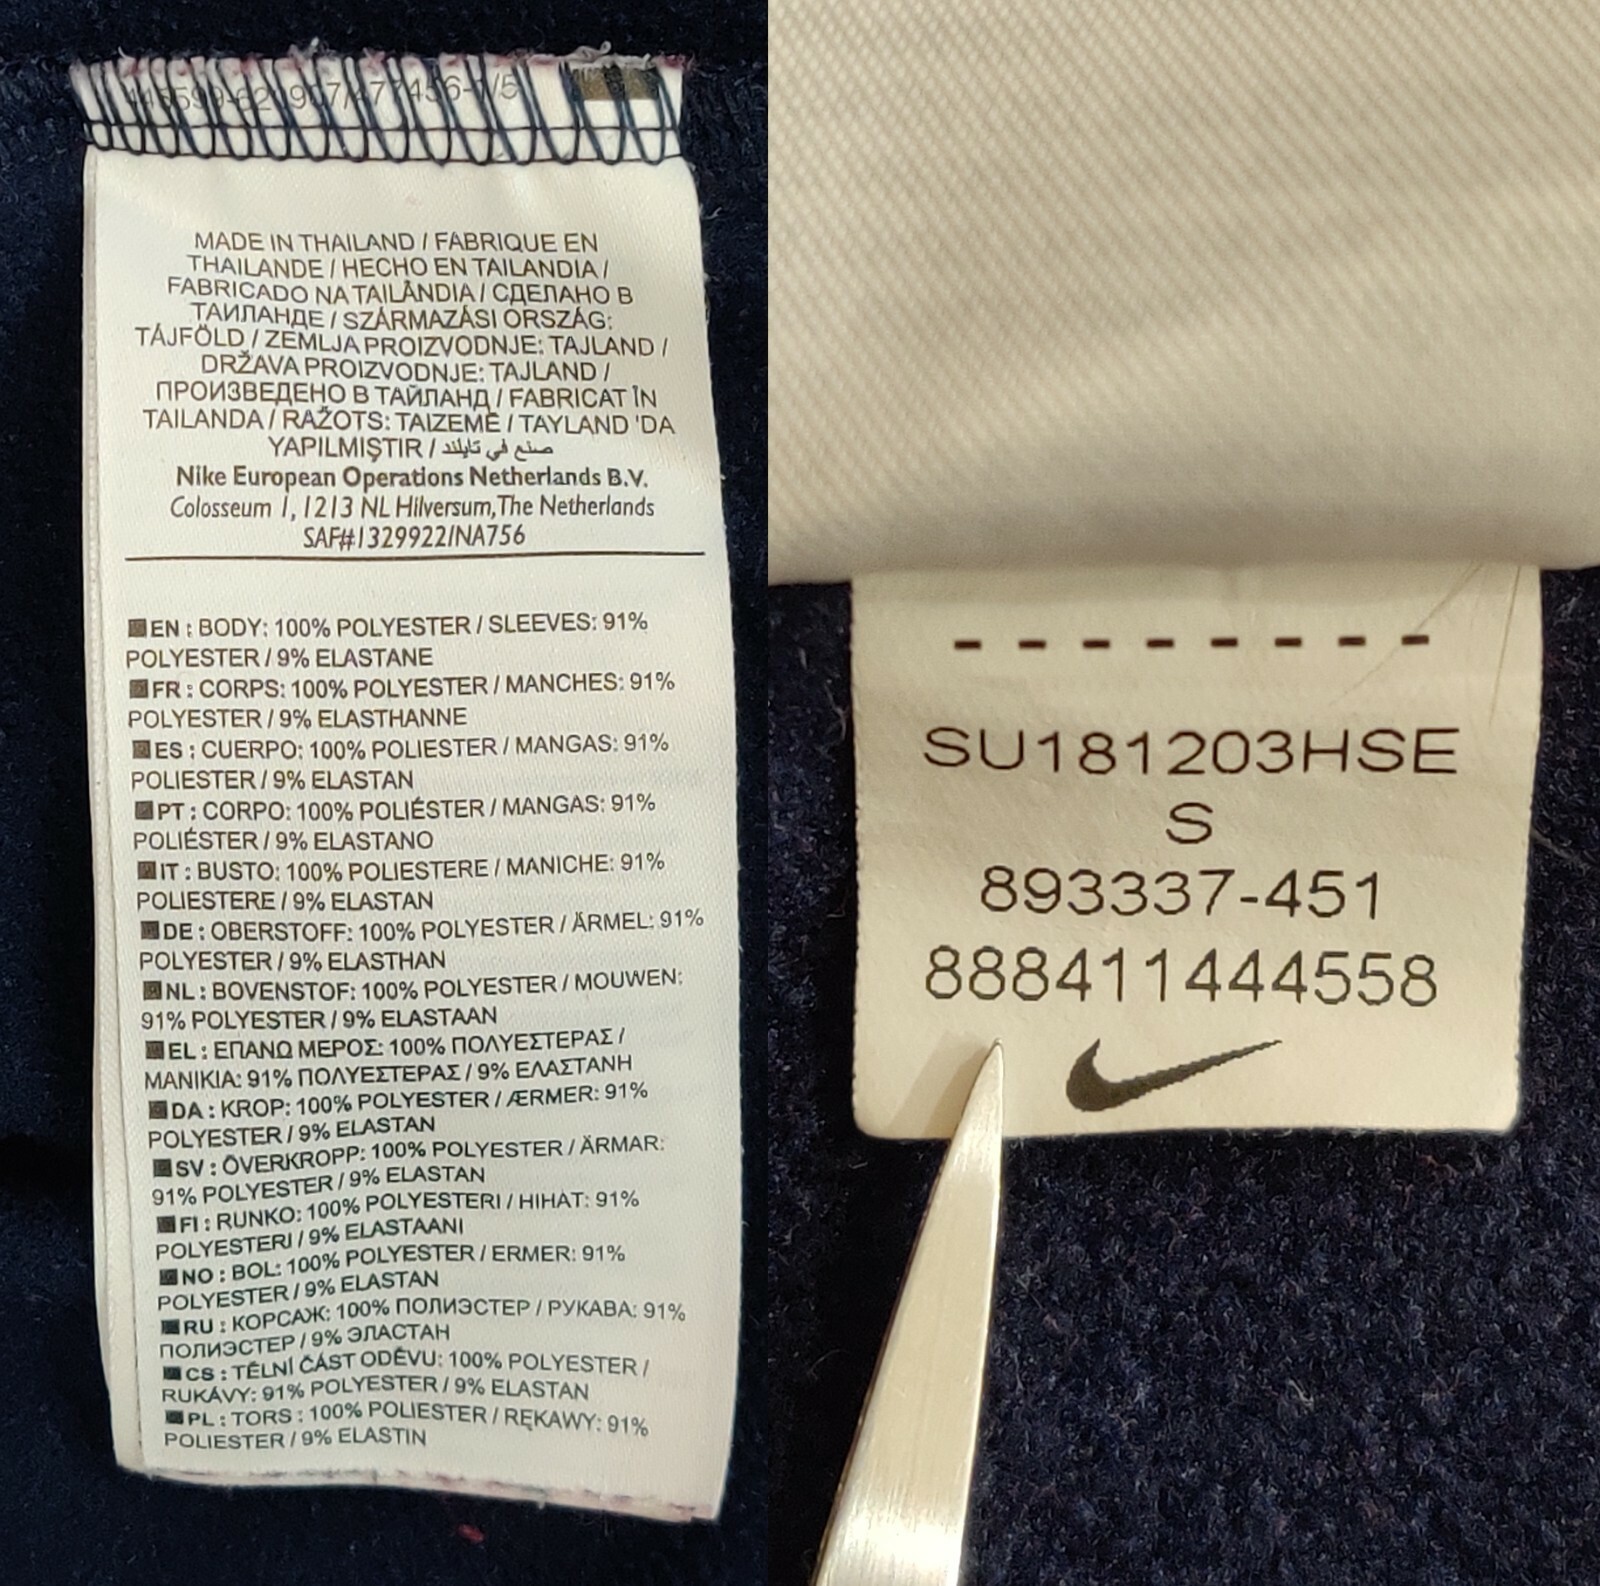 MADE IN THAILAND / FABRIQUE EN
THAILANDE / HECHO EN TAILANDIA /
FABRICADO NA TAILÂNDIA / СДЕЛАНО В
ТАИЛАНДЕ / SZÁRMAZÁSI ORSZÁG:
TÁJFÖLD / ZEMLJA PROIZVODNJE: TAJLAND /
DRŽAVA PROIZVODNJE: TAJLAND /
ПРОИЗВЕДЕНО В ТАЙЛАНД / FABRICAT ÎN
TAILANDA / RAŽOTS: TAIZEMĒ / TAYLAND 'DA
YAPILMIŞTIR / صنع في تايلند
Nike European Operations Netherlands B.V.
Colosseum 1, 1213 NL Hilversum, The Netherlands
SAF#1329922/NA756
EN : BODY: 100% POLYESTER / SLEEVES: 91%
POLYESTER / 9% ELASTANE
FR : CORPS: 100% POLYESTER / MANCHES: 91%
POLYESTER / 9% ELASTHANNE
ES : CUERPO: 100% POLIESTER / MANGAS: 91%
POLIESTER / 9% ELASTAN
PT : CORPO: 100% POLIÉSTER / MANGAS: 91%
POLIÉSTER / 9% ELASTANO
IT : BUSTO: 100% POLIESTERE / MANICHE: 91%
POLIESTERE / 9% ELASTAN
DE : OBERSTOFF: 100% POLYESTER / ÄRMEL: 91%
POLYESTER / 9% ELASTHAN
NL : BOVENSTOF: 100% POLYESTER / MOUWEN:
91% POLYESTER / 9% ELASTAAN
EL : ΕΠΑΝΩ ΜΕΡΟΣ: 100% ΠΟΛΥΕΣΤΕΡΑΣ /
ΜΑΝΙΚΙΑ: 91% ΠΟΛΥΕΣΤΕΡΑΣ / 9% ΕΛΑΣΤΑΝΗ
DA : KROP: 100% POLYESTER / ÆRMER: 91%
POLYESTER / 9% ELASTAN
SV : ÖVERKROPP: 100% POLYESTER / ÄRMAR:
91% POLYESTER / 9% ELASTAN
FI : RUNKO: 100% POLYESTERI / HIHAT: 91%
POLYESTERI / 9% ELASTAANI
NO : BOL: 100% POLYESTER / ERMER: 91%
POLYESTER / 9% ELASTAN
RU : КОРСАЖ: 100% ПОЛИЭСТЕР / РУКАВА: 91%
ПОЛИЭСТЕР / 9% ЭЛАСТАН
CS : TĚLNÍ ČÁST ODĚVU: 100% POLYESTER /
RUKÁVY: 91% POLYESTER / 9% ELASTAN
PL : TORS : 100% POLIESTER / RĘKAWY: 91%
POLIESTER / 9% ELASTIN
SU181203HSE
S
893337-451
888411444558